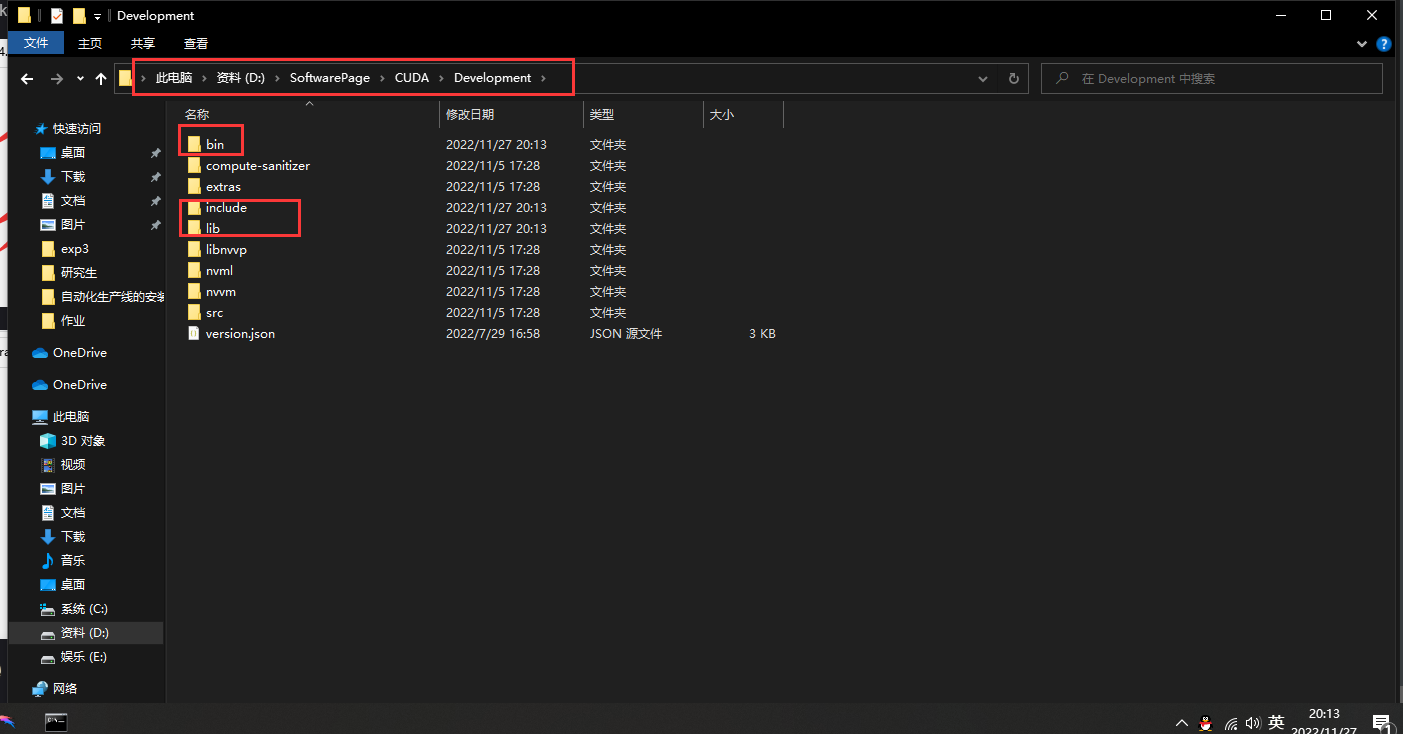 Development
文件 主页 共享 查看
此电脑 资料 (D:) SoftwarePage CUDA Development
在 Development 中搜索
名称 修改日期 类型 大小
bin 2022/11/27 20:13 文件夹
compute-sanitizer 2022/11/5 17:28 文件夹
extras 2022/11/5 17:28 文件夹
include 2022/11/27 20:13 文件夹
lib 2022/11/27 20:13 文件夹
libnvvp 2022/11/5 17:28 文件夹
nvml 2022/11/5 17:28 文件夹
nvvm 2022/11/5 17:28 文件夹
src 2022/11/5 17:28 文件夹
version.json 2022/7/29 16:58 JSON 源文件 3 KB
快速访问
桌面
下载
文档
图片
exp3
研究生
自动化生产线的安装
作业
OneDrive
OneDrive
此电脑
3D 对象
视频
图片
文档
下载
音乐
桌面
系统 (C:)
资料 (D:)
娱乐 (E:)
网络
英
20:13
2022/11/27
1